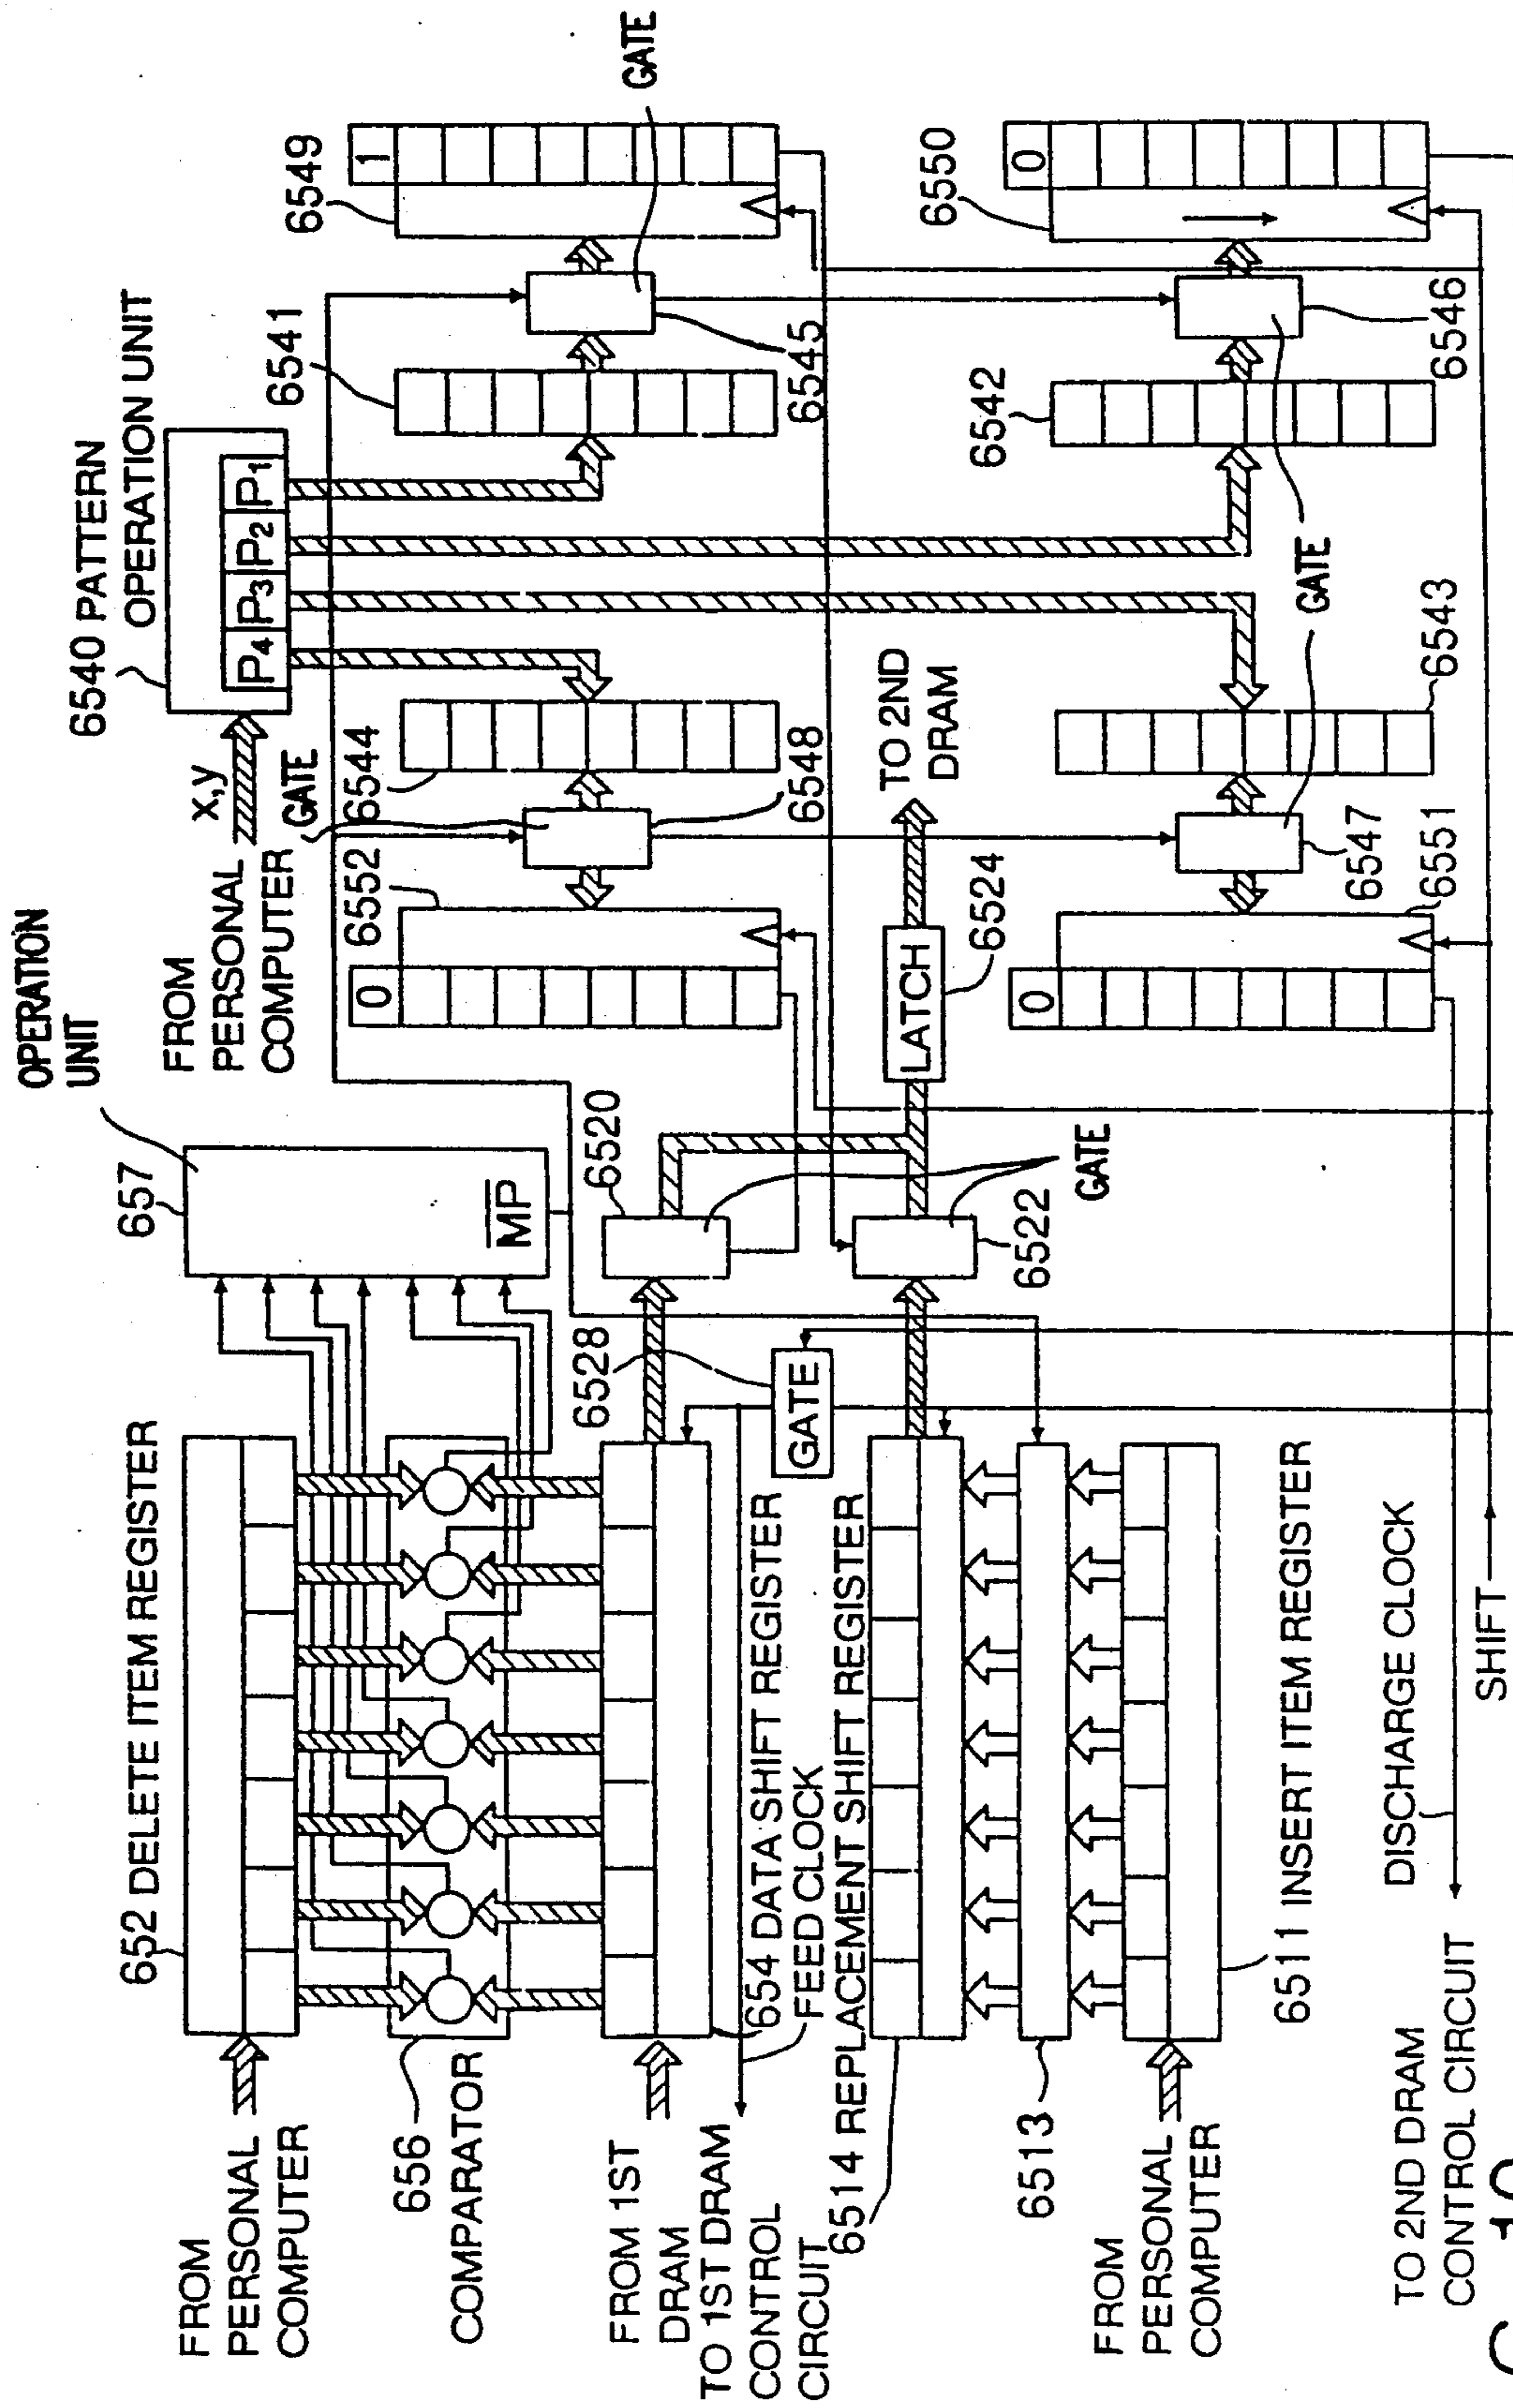 OPERATION
UNIT
657
MP
FROM
PERSONAL
COMPUTER
x,y
6540 PATTERN
OPERATION UNIT
P4 P3 P2 P1
GATE
6549
1
6541
6545
GATE
6544
6548
6552
0
652 DELETE ITEM REGISTER
FROM
PERSONAL
COMPUTER
656
COMPARATOR
FROM 1ST
DRAM
654 DATA SHIFT REGISTER
FEED CLOCK
TO 1ST DRAM
CONTROL
CIRCUIT
6528
GATE
6520
6522
GATE
LATCH
6524
TO 2ND
DRAM
6514 REPLACEMENT SHIFT REGISTER
6513
FROM
PERSONAL
COMPUTER
6511 INSERT ITEM REGISTER
6550
0
6542
6546
GATE
6543
6547
6551
0
DISCHARGE CLOCK
TO 2ND DRAM
CONTROL CIRCUIT
SHIFT